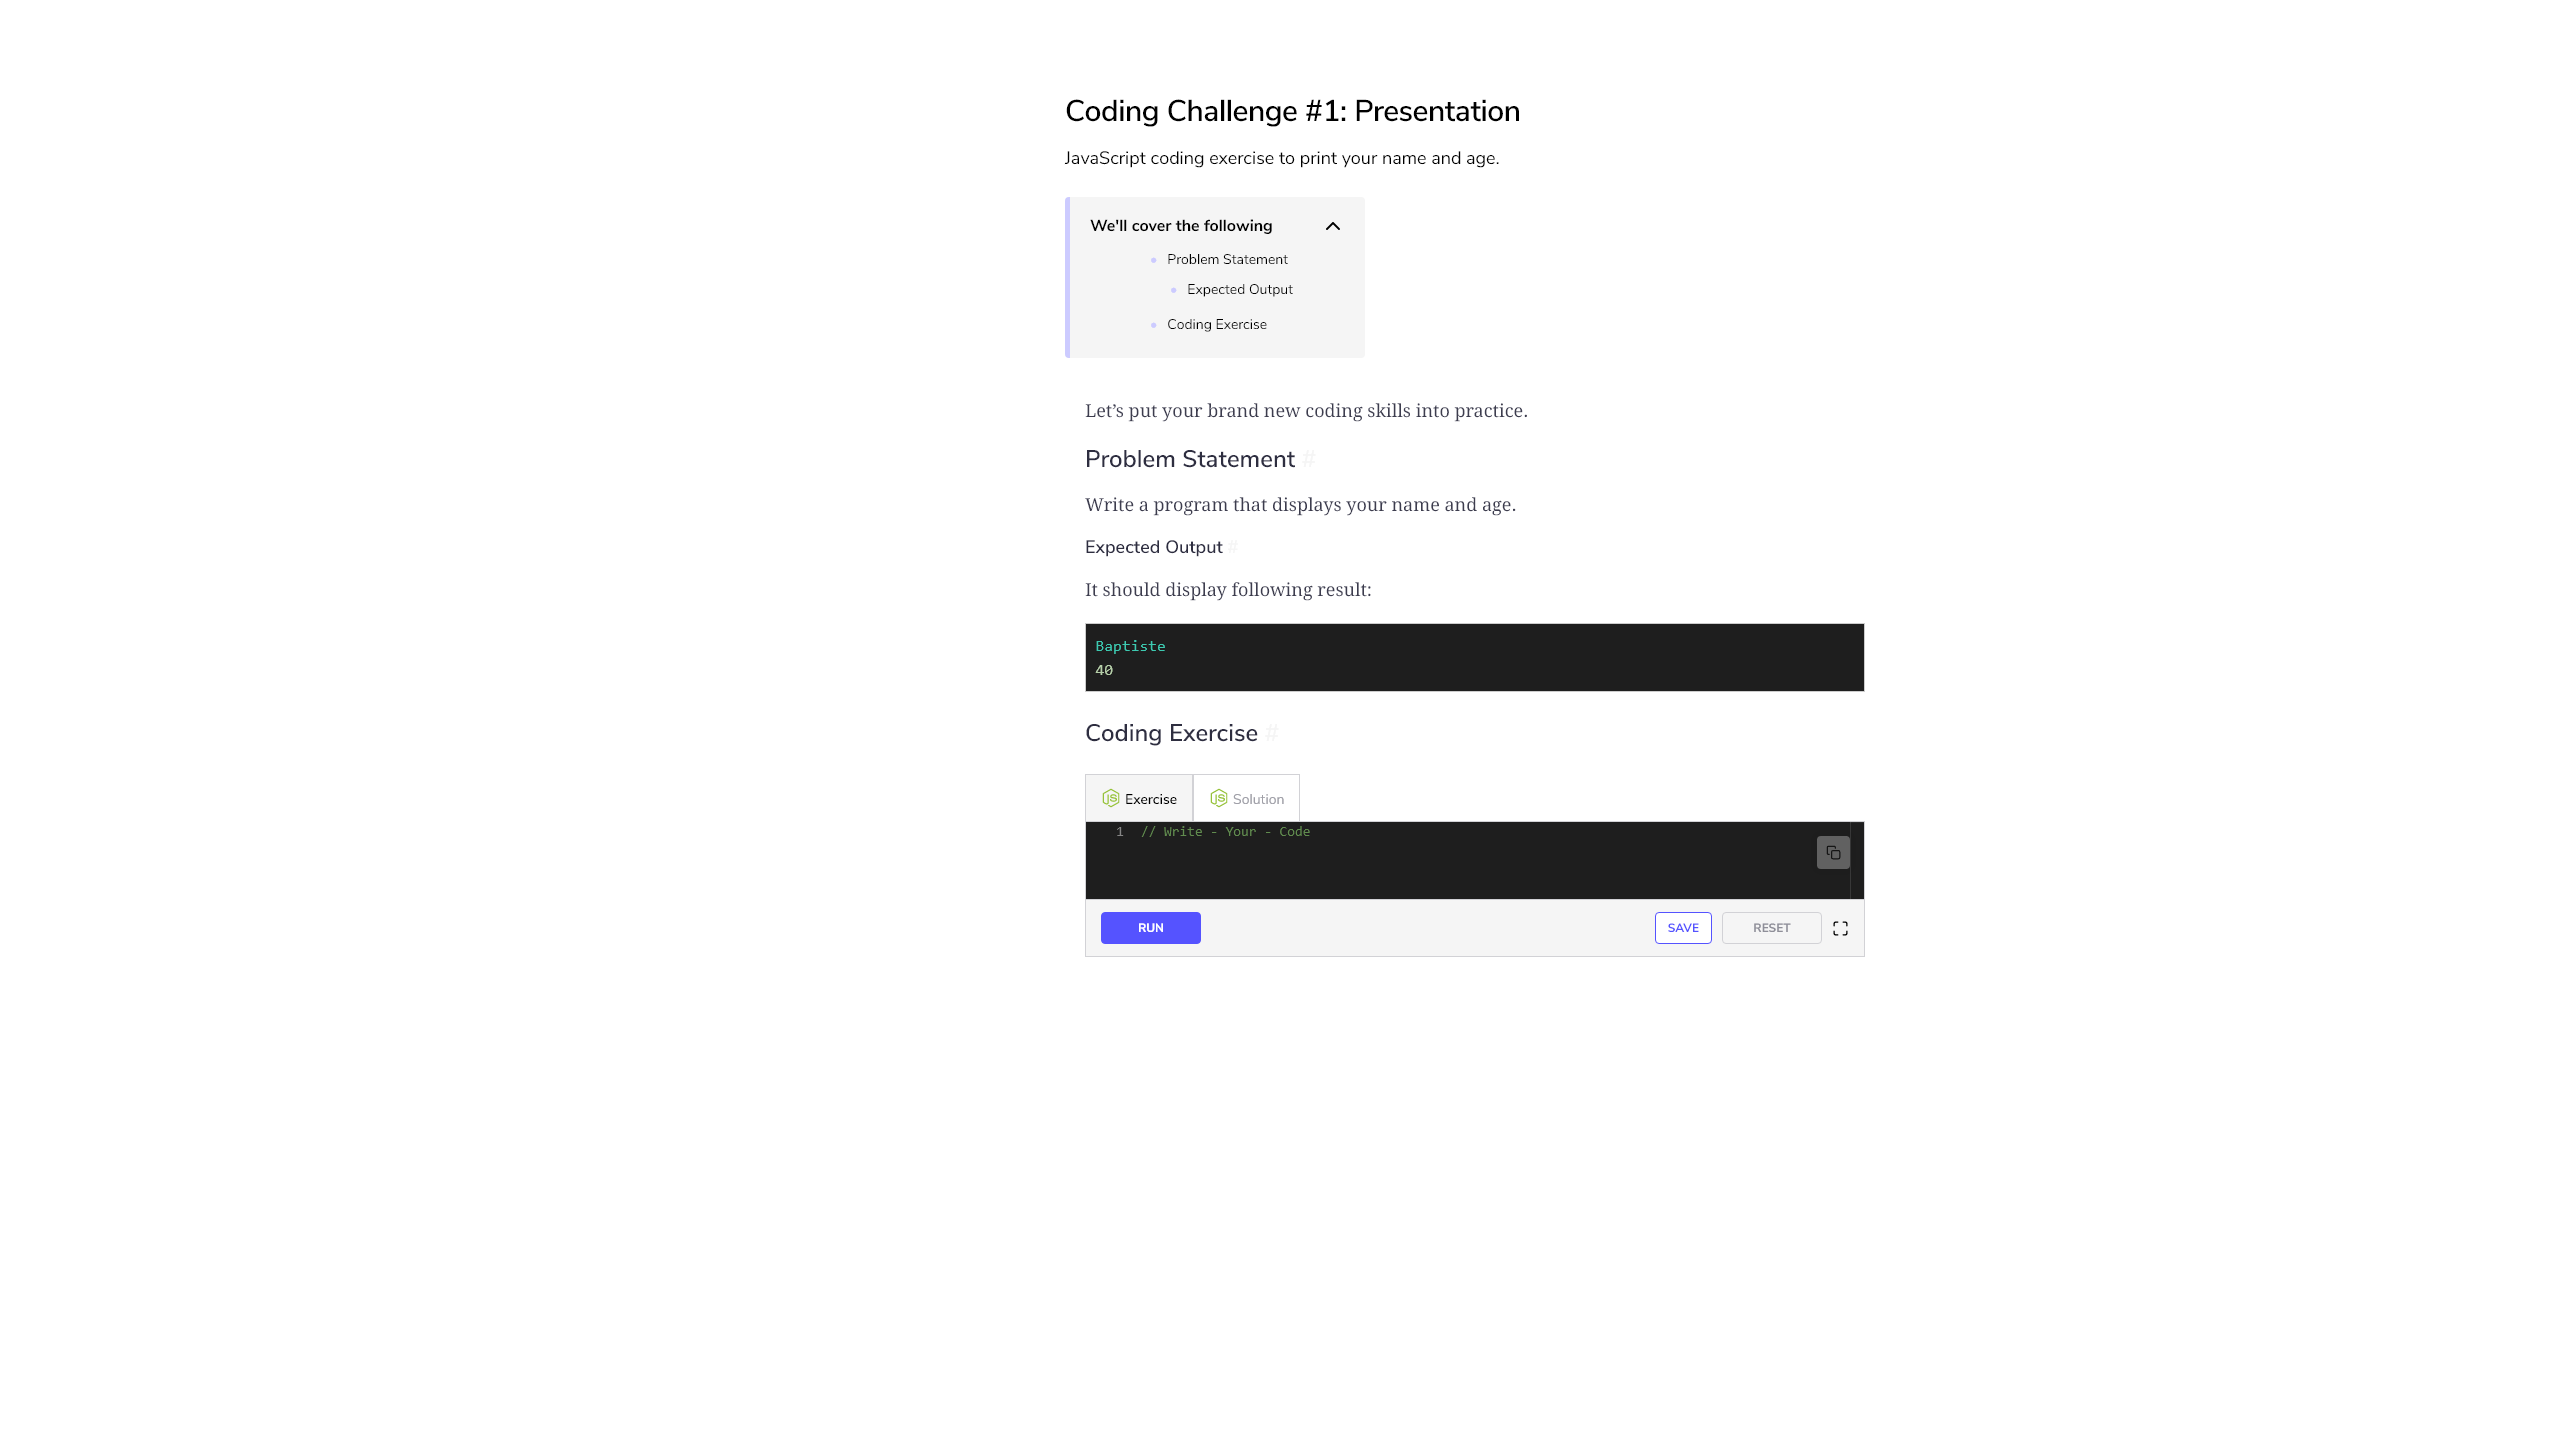 Coding Challenge #1: Presentation
JavaScript coding exercise to print your name and age.
We'll cover the following
Problem Statement
Expected Output
Coding Exercise
Let’s put your brand new coding skills into practice.
Problem Statement #
Write a program that displays your name and age.
Expected Output #
It should display following result:
Baptiste
40
Coding Exercise #
Exercise Solution
1 // Write - Your - Code
RUN SAVE RESET